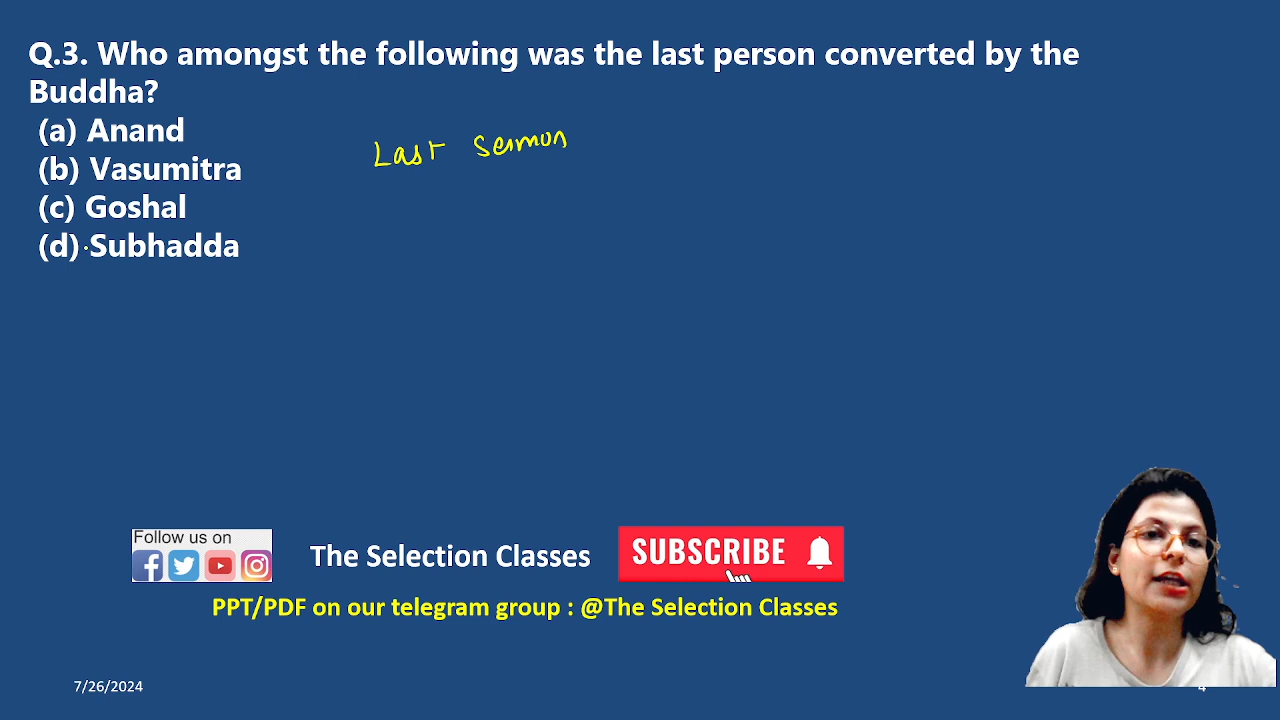 Q.3. Who amongst the following was the last person converted by the
Buddha?
(a) Anand
Last Sermon
(b) Vasumitra
(c) Goshal
(d) Subhadda
Follow us on
The Selection Classes
SUBSCRIBE
PPT/PDF on our telegram group : @The Selection Classes
7/26/2024
4